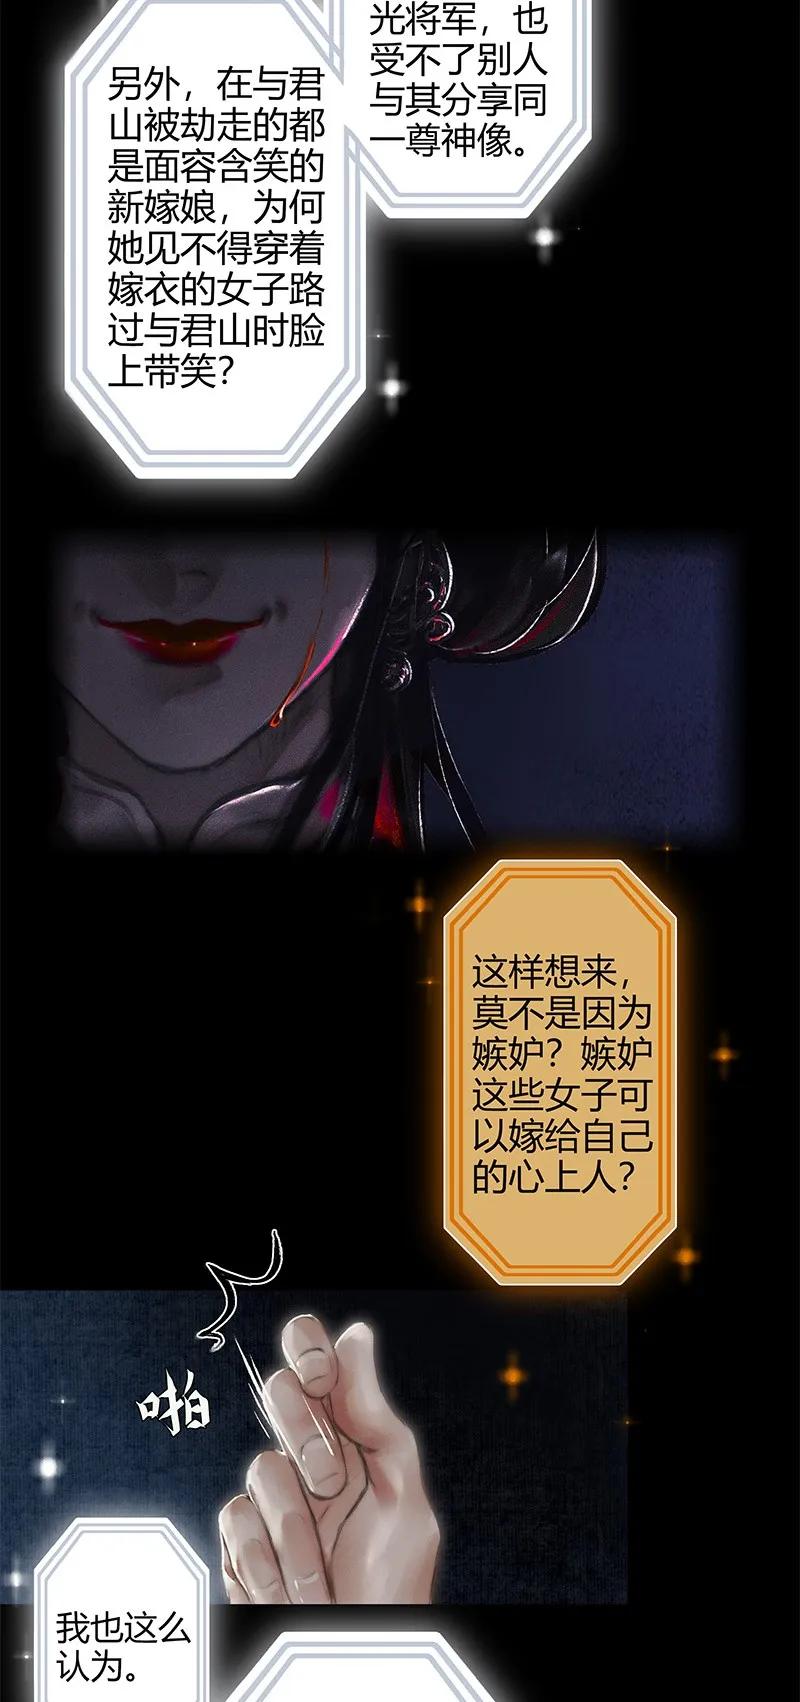 光将军，也
受不了别人
与其分享同
一尊神像。
另外，在与君
山被劫走的都
是面容含笑的
新嫁娘，为何
她见不得穿着
嫁衣的女子路
过与君山时脸
上带笑？
这样想来，
莫不是因为
嫉妒？嫉妒
这些女子可
以嫁给自己
的心上人？
啪
我也这么
认为。